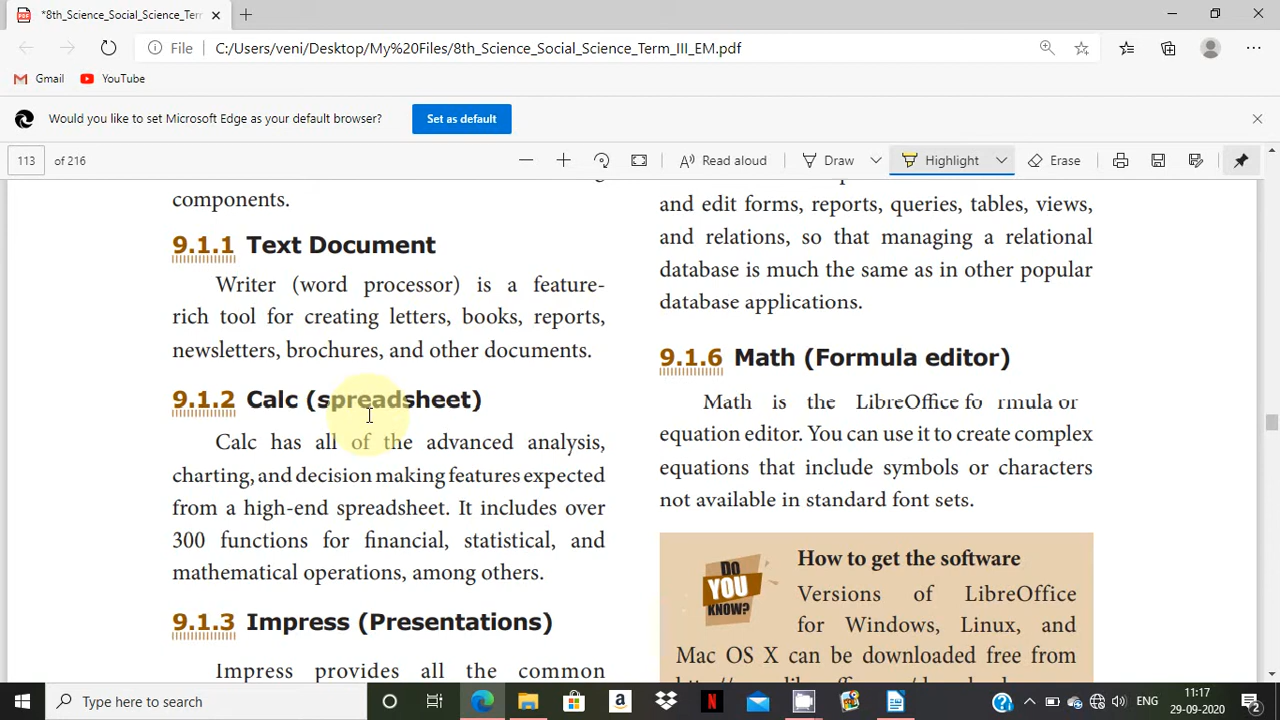 *8th_Science_Social_Science_Ter
File C:/Users/veni/Desktop/My%20Files/8th_Science_Social_Science_Term_III_EM.pdf
Gmail YouTube
Would you like to set Microsoft Edge as your default browser? Set as default
113 of 216 Read aloud Draw Highlight Erase
components.
9.1.1 Text Document
Writer (word processor) is a feature-
rich tool for creating letters, books, reports,
newsletters, brochures, and other documents.
9.1.2 Calc (spreadsheet)
Calc has all of the advanced analysis,
charting, and decision making features expected
from a high-end spreadsheet. It includes over
300 functions for financial, statistical, and
mathematical operations, among others.
9.1.3 Impress (Presentations)
Impress provides all the common
and edit forms, reports, queries, tables, views,
and relations, so that managing a relational
database is much the same as in other popular
database applications.
9.1.6 Math (Formula editor)
Math is the LibreOffice fo rmula or
equation editor. You can use it to create complex
equations that include symbols or characters
not available in standard font sets.
DO
YOU
KNOW?
How to get the software
Versions of LibreOffice
for Windows, Linux, and
Mac OS X can be downloaded free from
Type here to search
ENG
11:17
29-09-2020
2